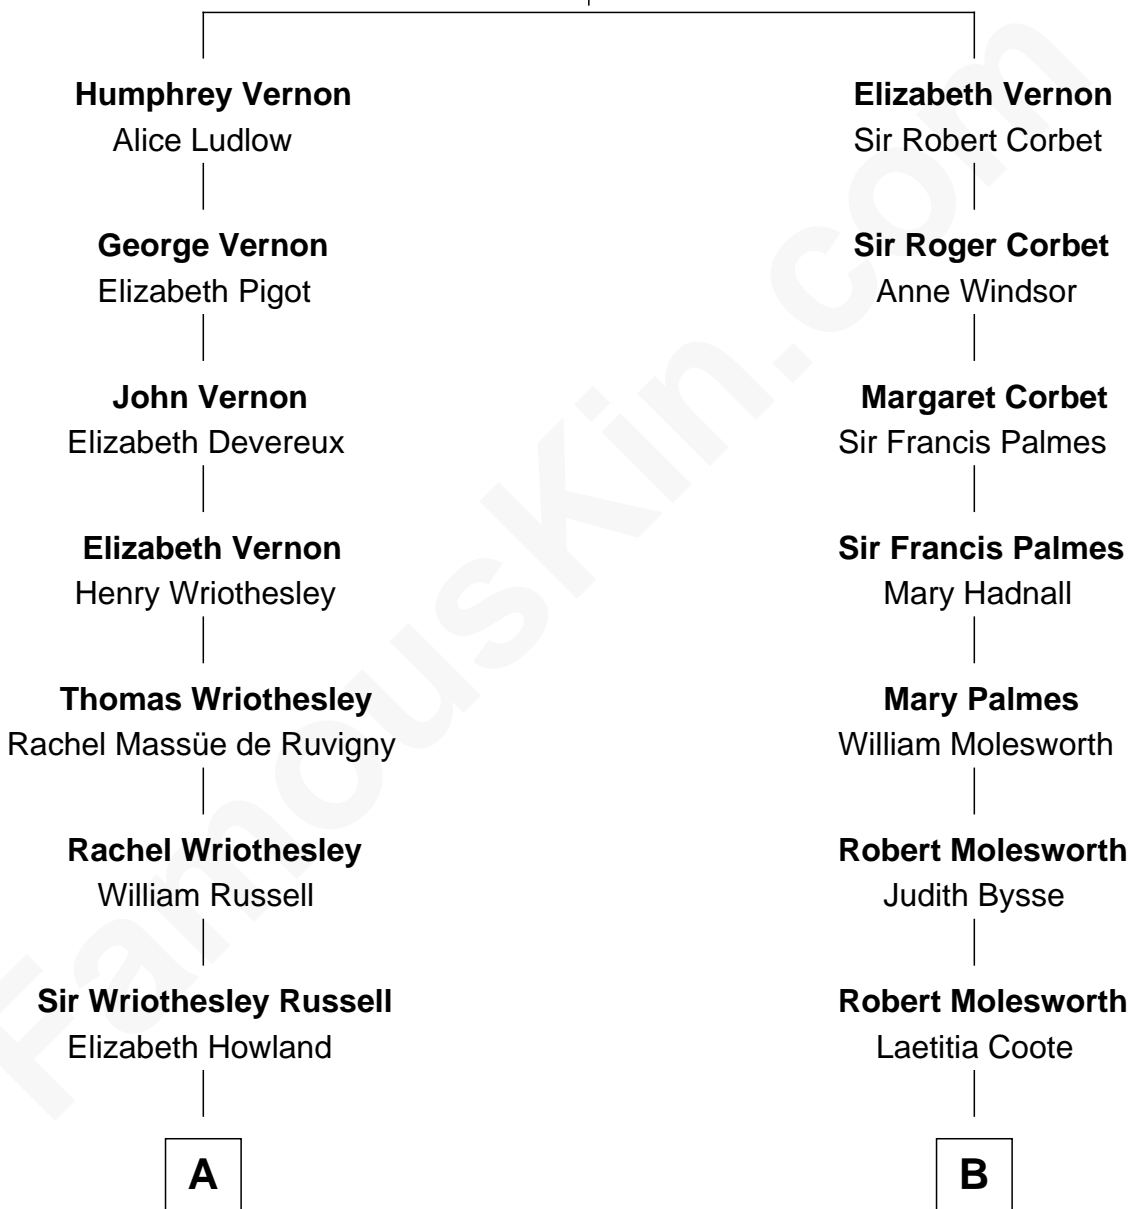 Humphrey Vernon
Alice Ludlow
George Vernon
Elizabeth Pigot
John Vernon
Elizabeth Devereux
Elizabeth Vernon
Henry Wriothesley
Thomas Wriothesley
Rachel Massüe de Ruvigny
Rachel Wriothesley
William Russell
Sir Wriothesley Russell
Elizabeth Howland
A
Elizabeth Vernon
Sir Robert Corbet
Sir Roger Corbet
Anne Windsor
Margaret Corbet
Sir Francis Palmes
Sir Francis Palmes
Mary Hadnall
Mary Palmes
William Molesworth
Robert Molesworth
Judith Bysse
Robert Molesworth
Laetitia Coote
B
FamousKin.com